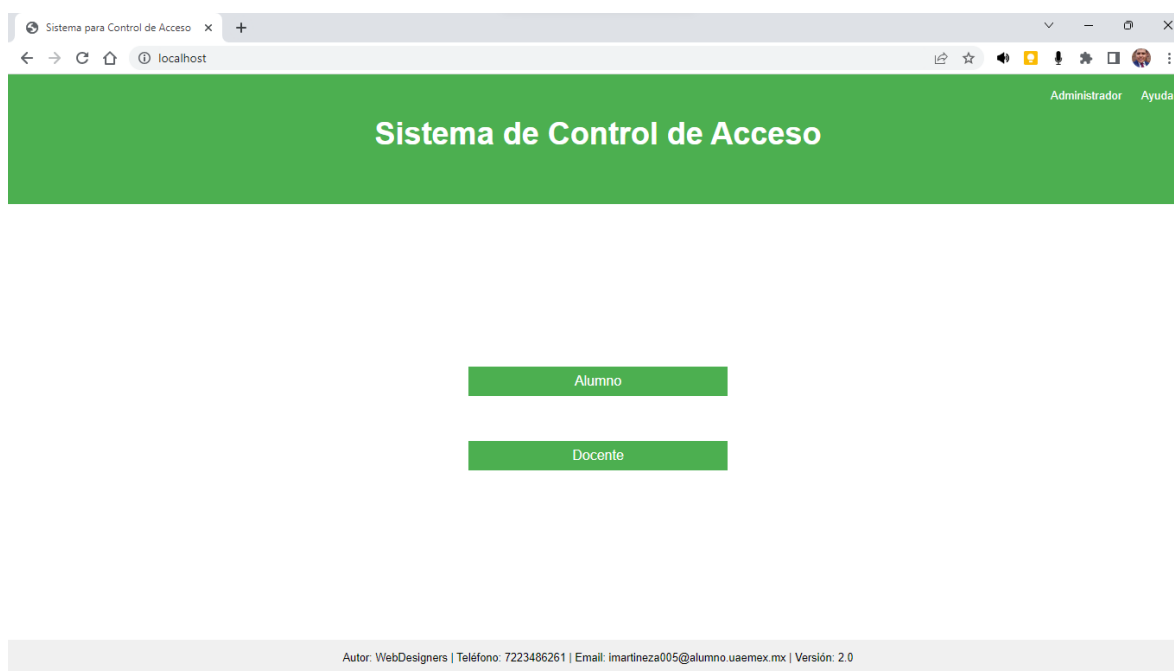 Sistema para Control de Acceso
localhost
Administrador Ayuda
Sistema de Control de Acceso
Alumno
Docente
Autor: WebDesigners | Teléfono: 7223486261 | Email: imartineza005@alumno.uaemex.mx | Versión: 2.0